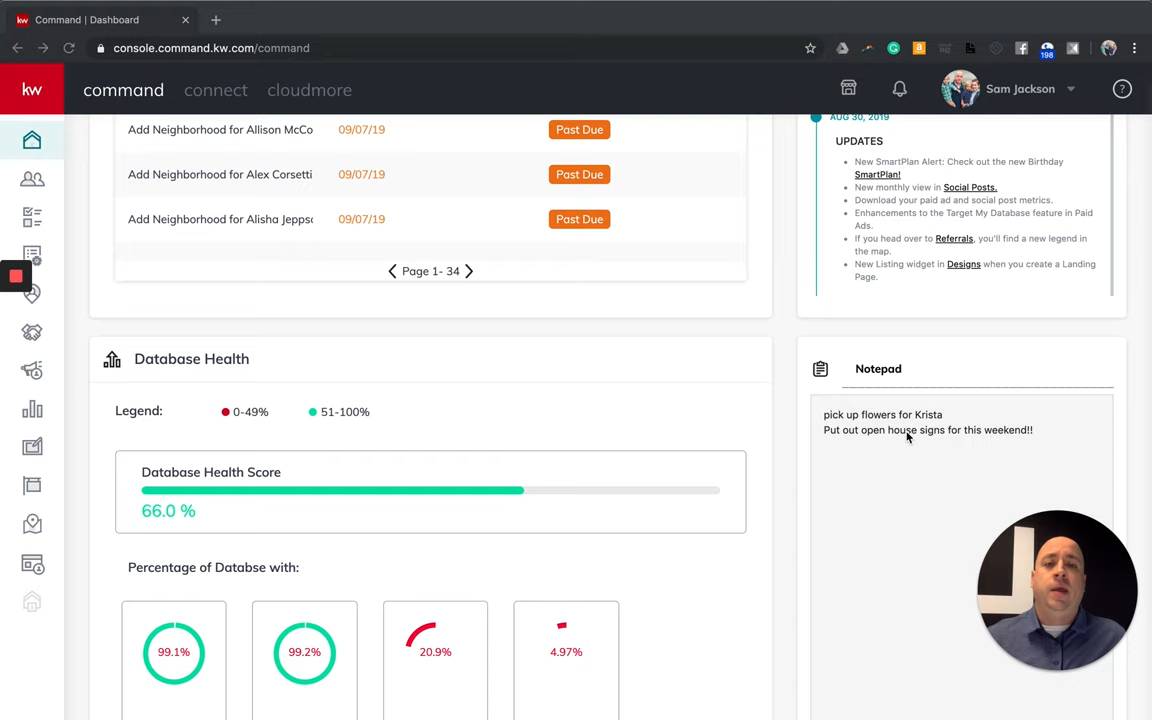 kw Command | Dashboard
console.command.kw.com/command
198
kw command connect cloudmore
Sam Jackson
?
Add Neighborhood for Allison McCo 09/07/19 Past Due
Add Neighborhood for Alex Corsetti 09/07/19 Past Due
Add Neighborhood for Alisha Jepps 09/07/19 Past Due
Page 1- 34
AUG 30, 2019
UPDATES
New SmartPlan Alert: Check out the new Birthday
SmartPlan!
New monthly view in Social Posts.
Download your paid ad and social post metrics.
Enhancements to the Target My Database feature in Paid
Ads.
If you head over to Referrals, you'll find a new legend in
the map.
New Listing widget in Designs when you create a Landing
Page.
Database Health
Legend: 0-49% 51-100%
Database Health Score
66.0 %
Percentage of Databse with:
99.1% 99.2% 20.9% 4.97%
Notepad
pick up flowers for Krista
Put out open house signs for this weekend!!